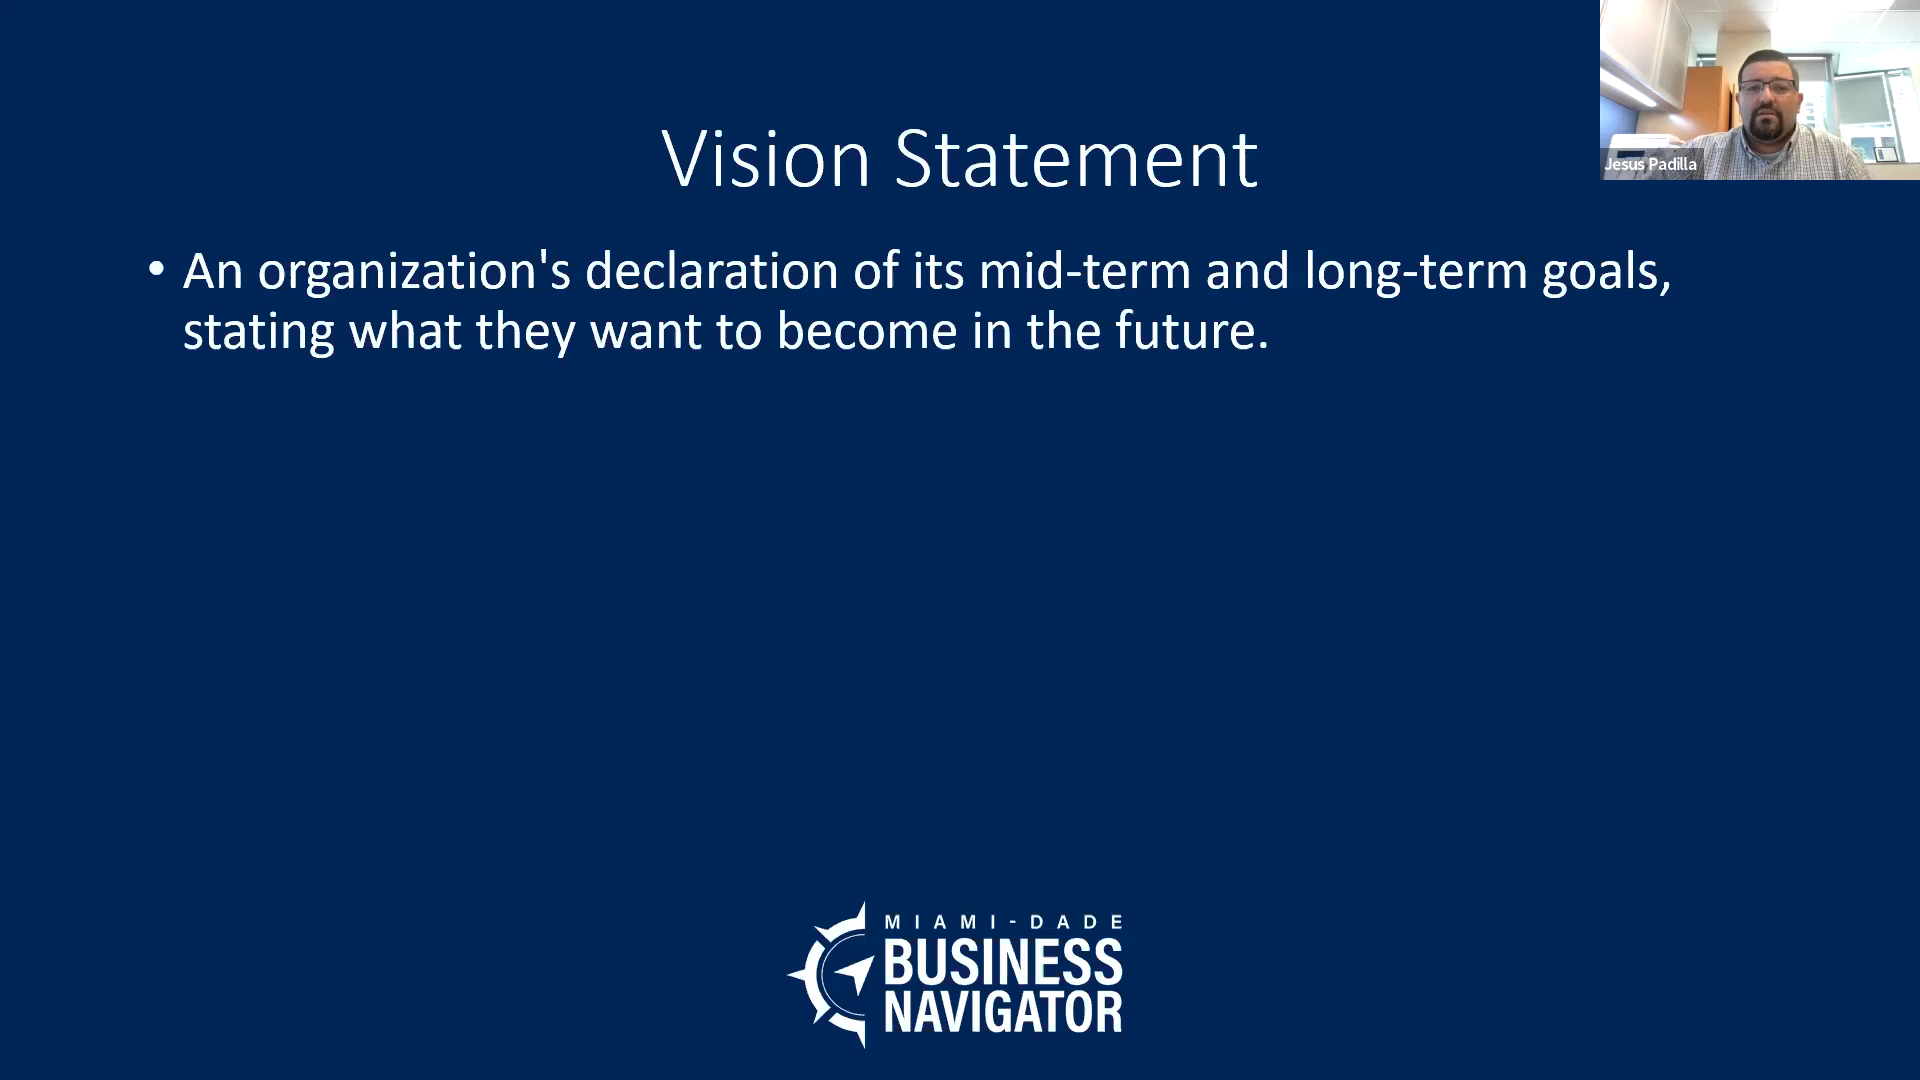 Vision Statement
Jesus Padilla
• An organization's declaration of its mid-term and long-term goals,
stating what they want to become in the future.
MIAMI-DADE
BUSINESS
NAVIGATOR